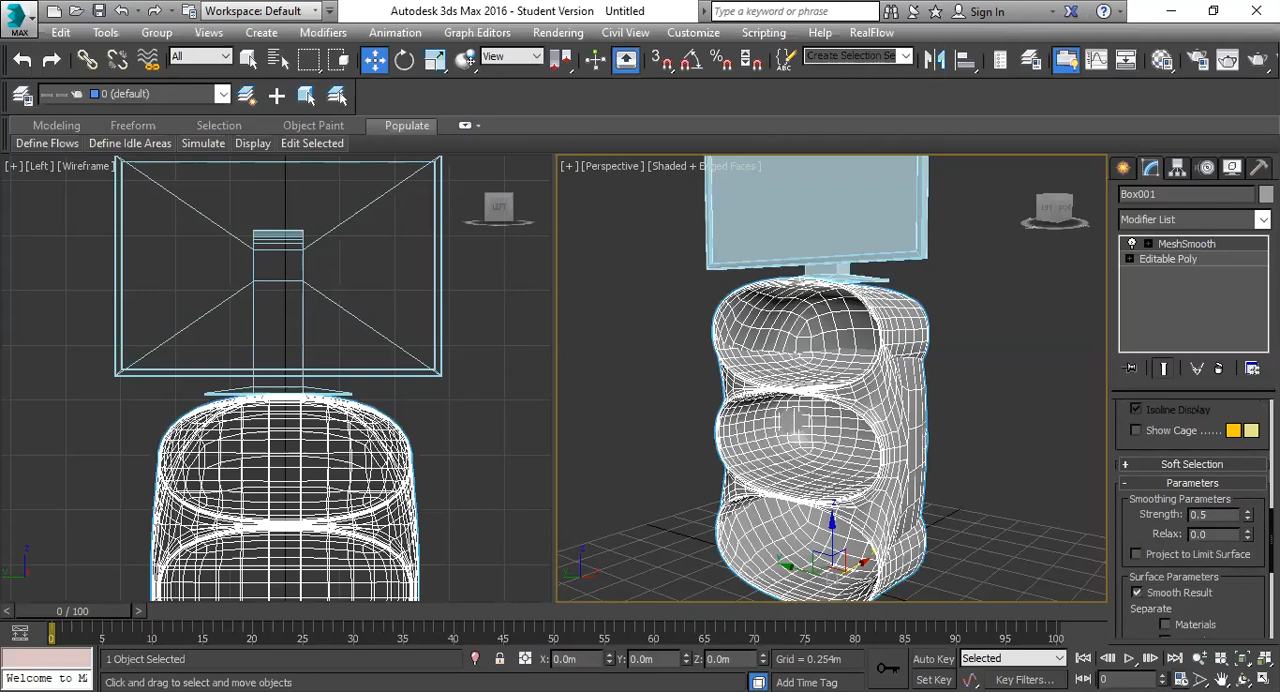 MAX
Workspace: Default
Autodesk 3ds Max 2016 - Student Version Untitled
Type a keyword or phrase
Sign In
Edit Tools Group Views Create Modifiers Animation Graph Editors Rendering Civil View Customize Scripting Help RealFlow
All
View
Create Selection Se
0 (default)
Modeling Freeform Selection Object Paint Populate
Define Flows Define Idle Areas Simulate Display Edit Selected
[+] [Left] [Wireframe]
[+] [Perspective] [Shaded + Edged Faces]
Box001
Modifier List
MeshSmooth
Editable Poly
Isoline Display
Show Cage ......
+ Soft Selection
- Parameters
Smoothing Parameters
Strength: 0.5
Relax: 0.0
Project to Limit Surface
Surface Parameters
Smooth Result
Separate
Materials
< 0 / 100 >
0 5 10 15 20 25 30 35 40 45 50 55 60 65 70 75 80 85 90 95 100
1 Object Selected
X: 0.0m Y: 0.0m Z: 0.0m Grid = 0.254m
Auto Key Selected
Welcome to M
Click and drag to select and move objects
Add Time Tag
Set Key Key Filters...
0